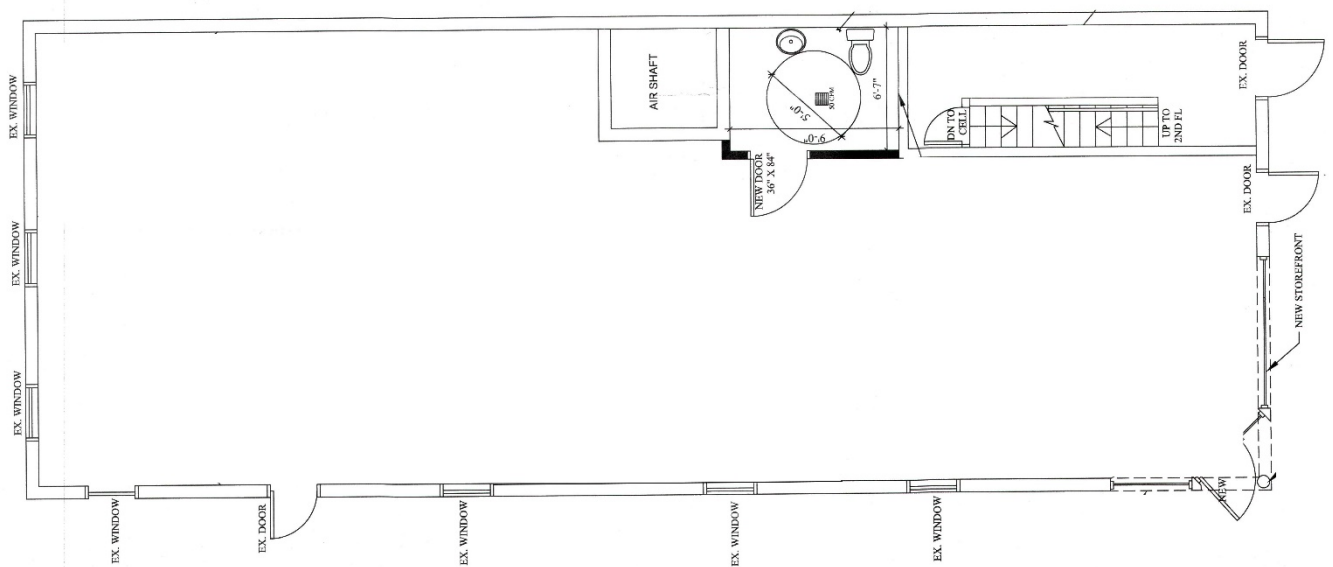 EX. WINDOW
EX. WINDOW
EX. WINDOW
AIR SHAFT
5'-0"
50 CFM
6'-7"
9'-0"
NEW DOOR
36" X 84"
DN TO
CELL
UP TO
2ND FL
EX. DOOR
EX. DOOR
NEW STOREFRONT
NEW
EX. WINDOW
EX. DOOR
EX. WINDOW
EX. WINDOW
EX. WINDOW